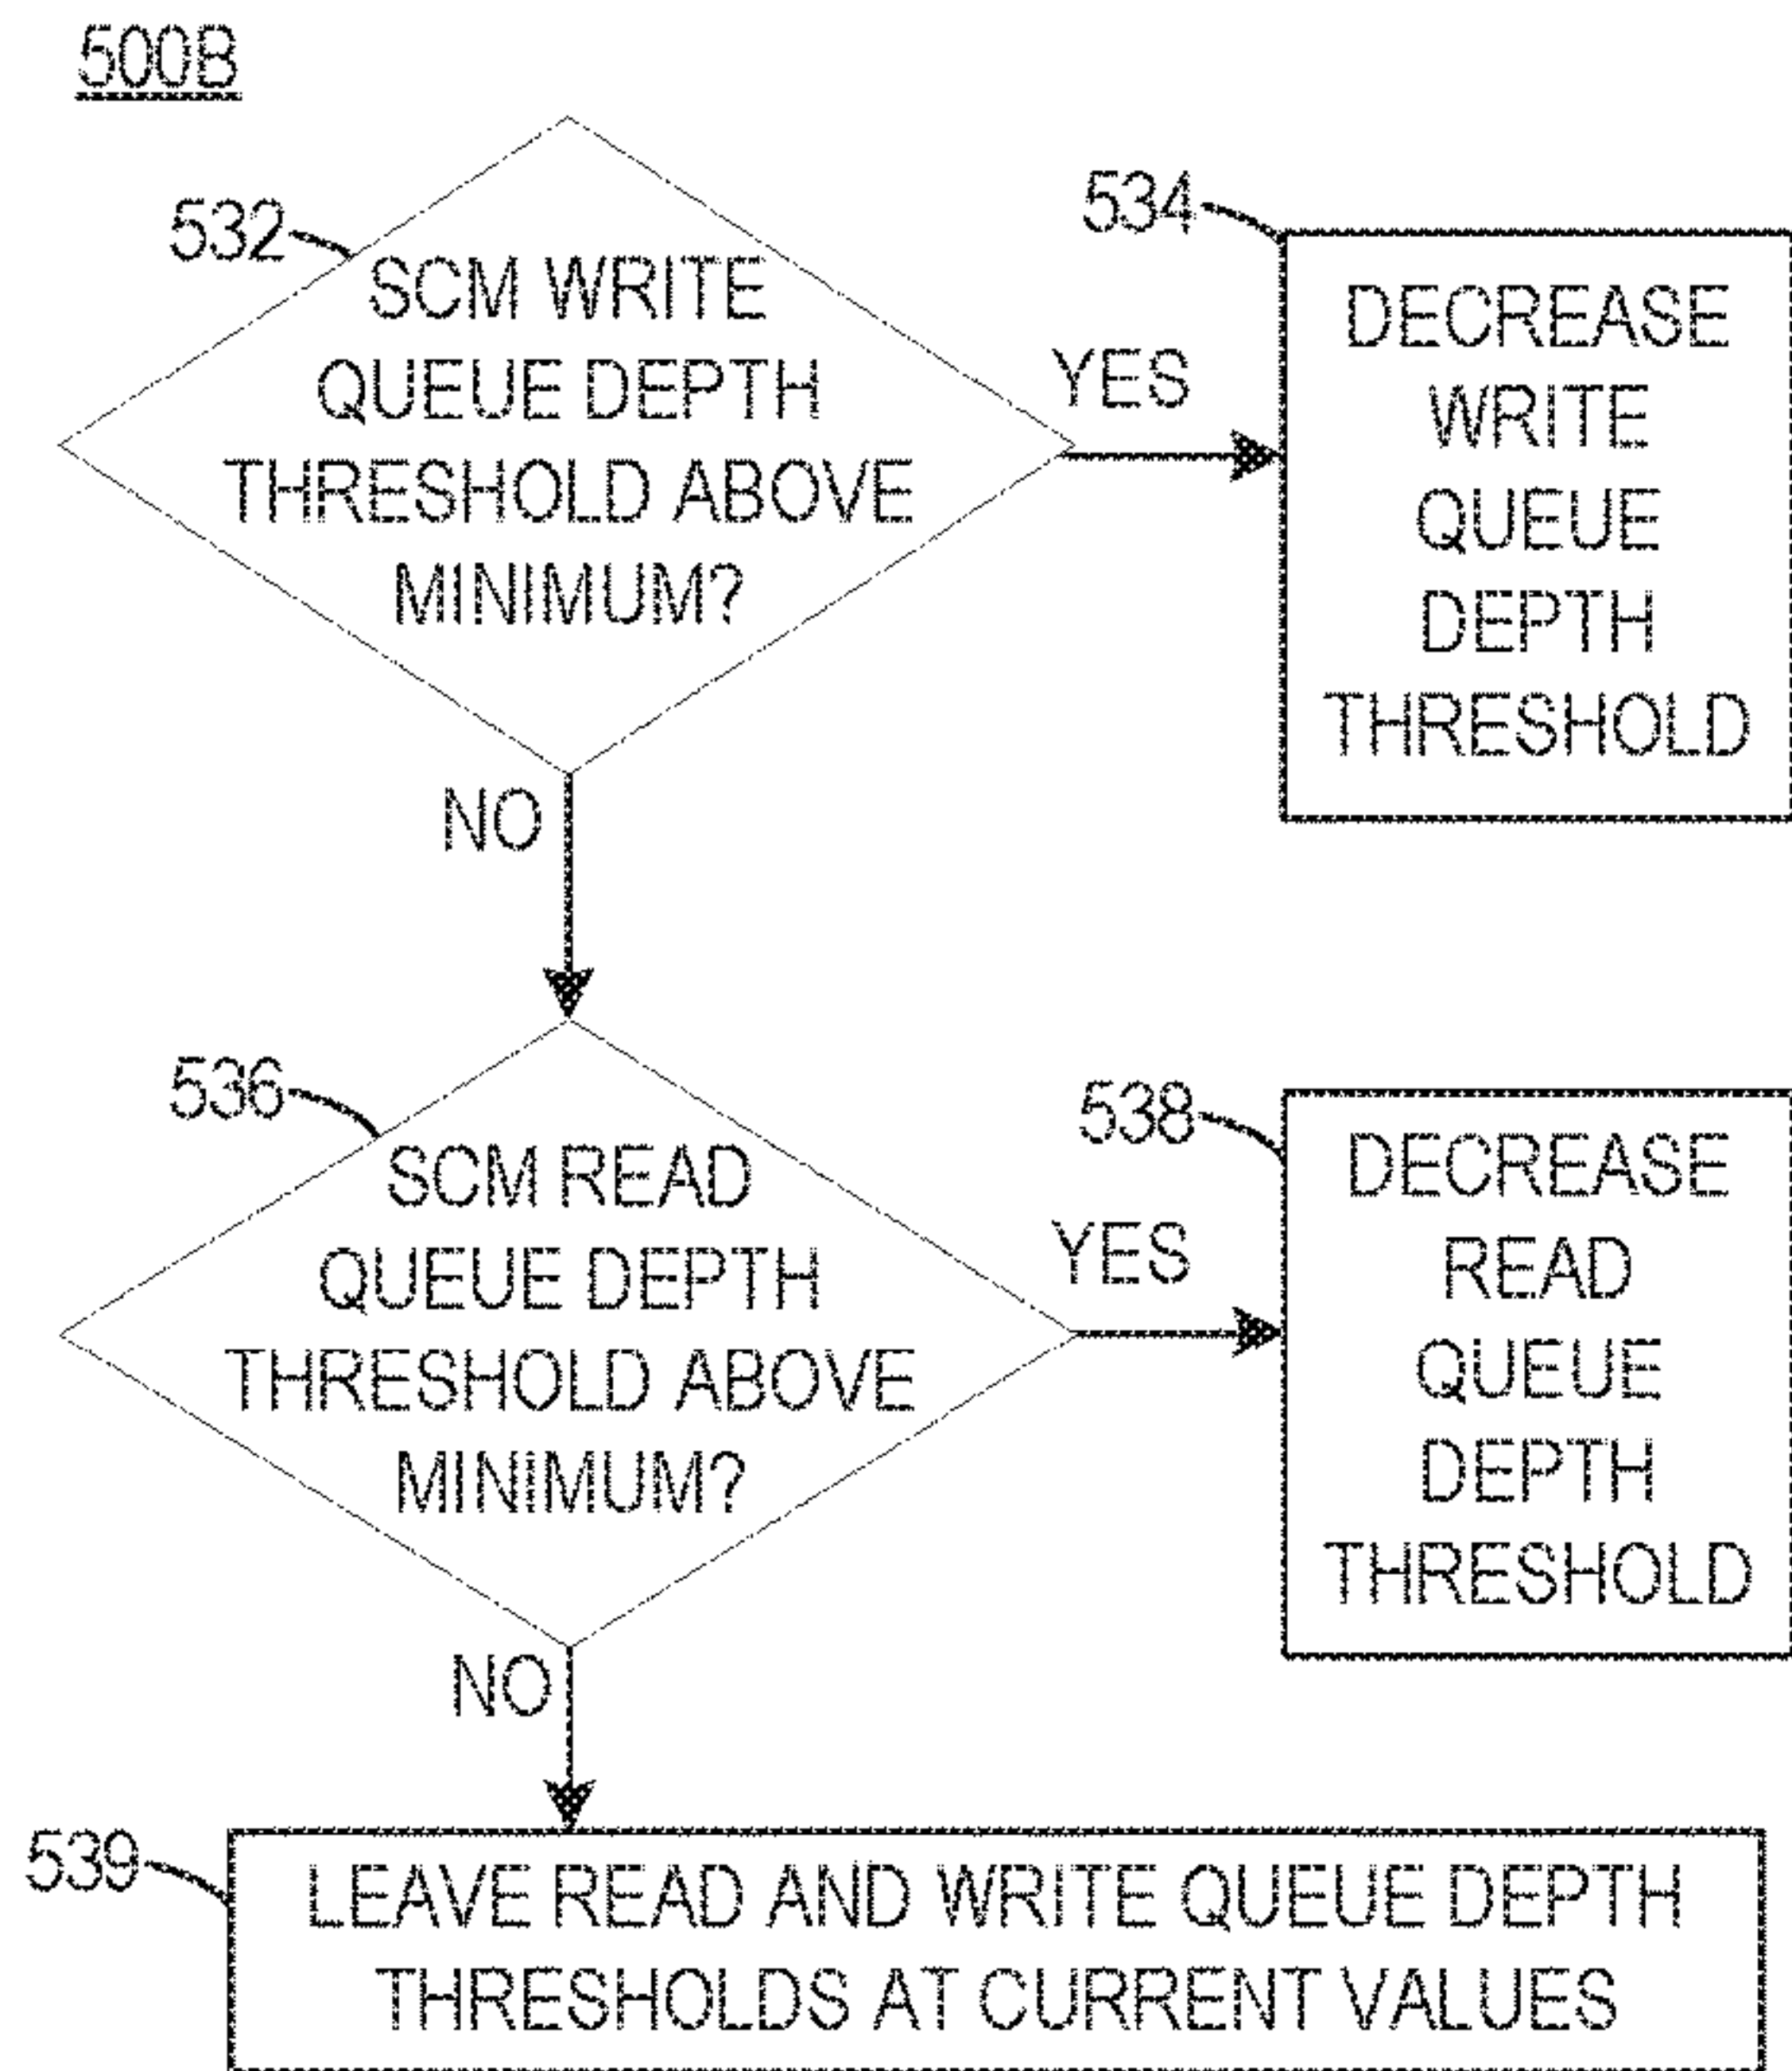 500B
532
SCM WRITE
QUEUE DEPTH
THRESHOLD ABOVE
MINIMUM?
YES
534
DECREASE
WRITE
QUEUE
DEPTH
THRESHOLD
NO
536
SCM READ
QUEUE DEPTH
THRESHOLD ABOVE
MINIMUM?
YES
538
DECREASE
READ
QUEUE
DEPTH
THRESHOLD
NO
539
LEAVE READ AND WRITE QUEUE DEPTH
THRESHOLDS AT CURRENT VALUES